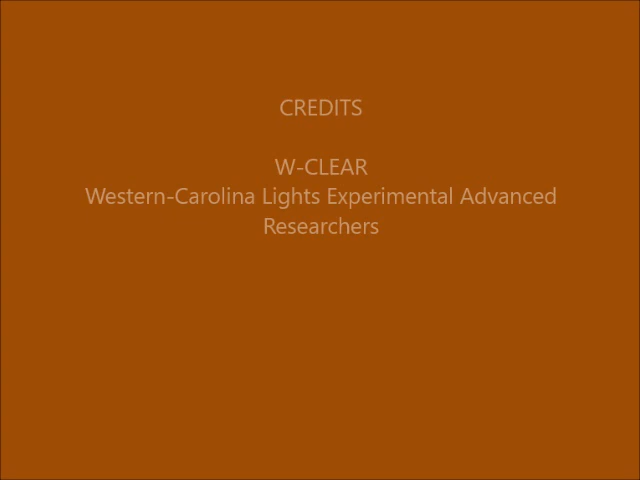 CREDITS
W-CLEAR
Western-Carolina Lights Experimental Advanced
Researchers